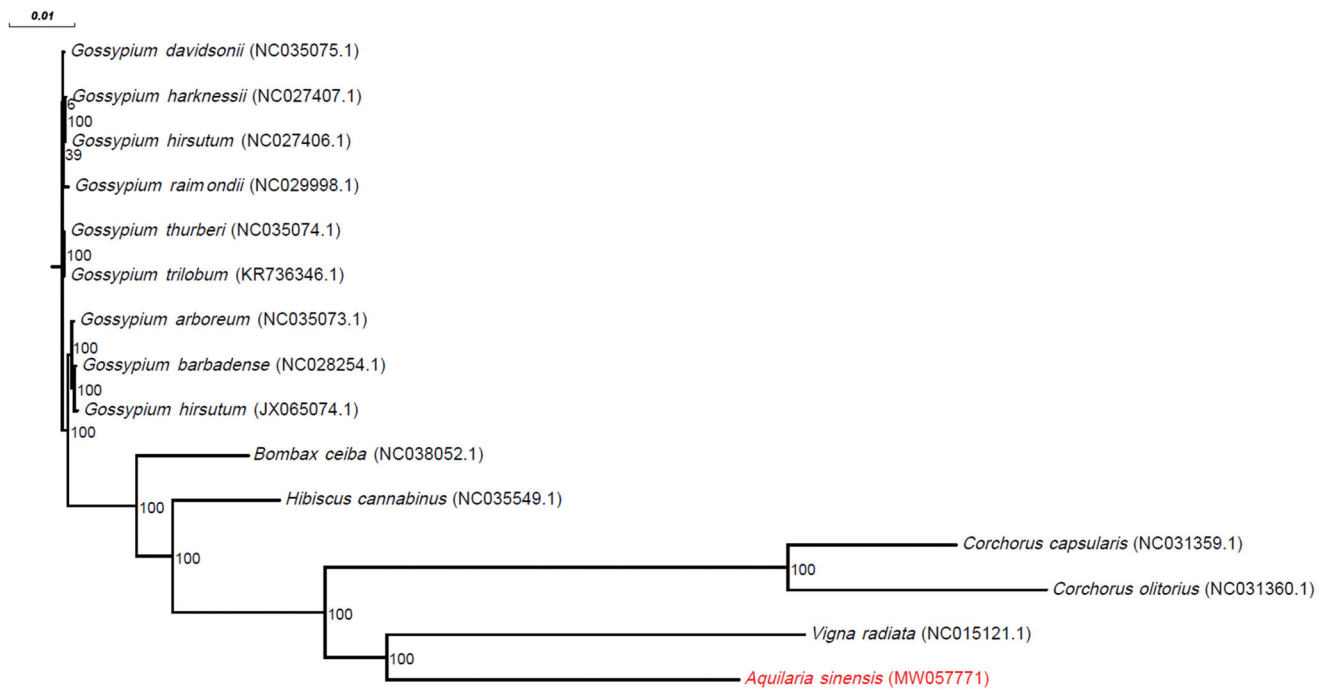 0.01
Gossypium davidsonii (NC035075.1)
Gossypium harknessii (NC027407.1)
6
100
Gossypium hirsutum (NC027406.1)
39
Gossypium raimondii (NC029998.1)
Gossypium thurberi (NC035074.1)
100
Gossypium trilobum (KR736346.1)
Gossypium arboreum (NC035073.1)
100
Gossypium barbadense (NC028254.1)
100
Gossypium hirsutum (JX065074.1)
100
Bombax ceiba (NC038052.1)
Hibiscus cannabinus (NC035549.1)
100
Corchorus capsularis (NC031359.1)
100
100
Corchorus olitorius (NC031360.1)
100
Vigna radiata (NC015121.1)
100
Aquilaria sinensis (MW057771)